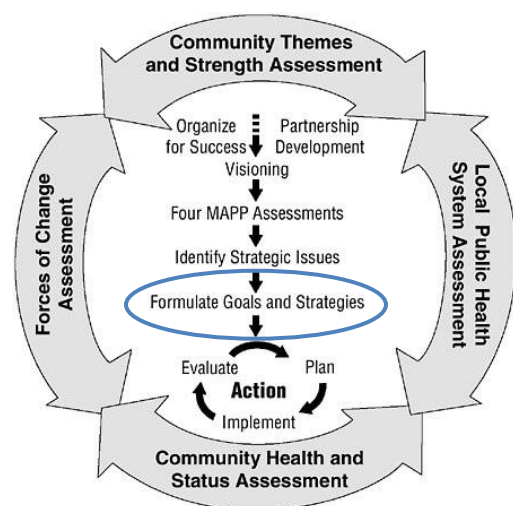 Community Themes
and Strength Assessment
Forces of Change
Assessment
Local Public Health
System Assessment
Organize
for Success
Partnership
Development
Visioning
Four MAPP Assessments
Identify Strategic Issues
Formulate Goals and Strategies
Evaluate
Plan
Action
Implement
Community Health and
Status Assessment